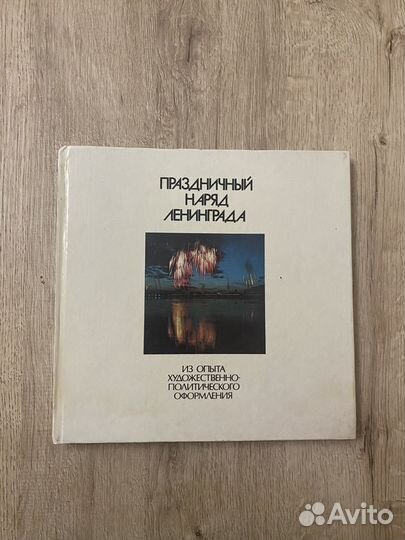 ПРАЗДНИЧНЫЙ
НАРЯД
ЛЕНИНГРАДА
ИЗ ОПЫТА
ХУДОЖЕСТВЕННО-
ПОЛИТИЧЕСКОГО
ОФОРМЛЕНИЯ
Avito